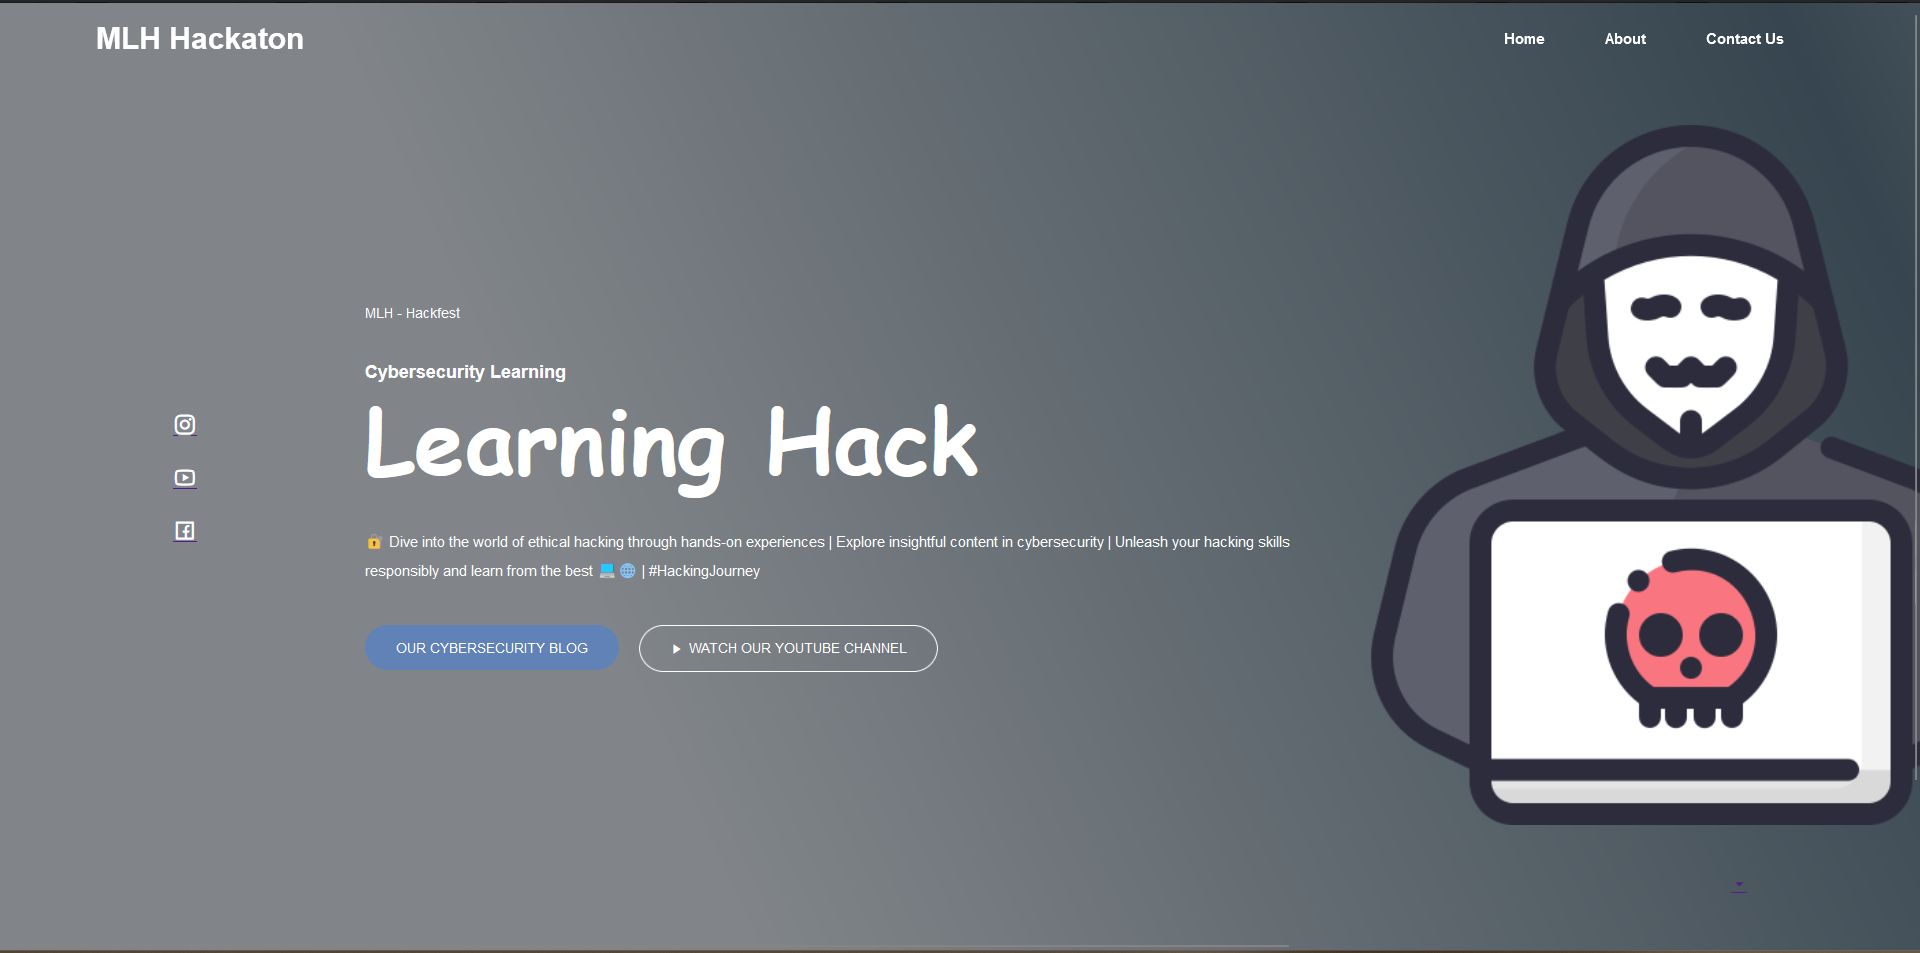 MLH Hackaton
Home About Contact Us
MLH - Hackfest
Cybersecurity Learning
Learning Hack
🔒 Dive into the world of ethical hacking through hands-on experiences | Explore insightful content in cybersecurity | Unleash your hacking skills
responsibly and learn from the best 💻 🌐 | #HackingJourney
OUR CYBERSECURITY BLOG
WATCH OUR YOUTUBE CHANNEL